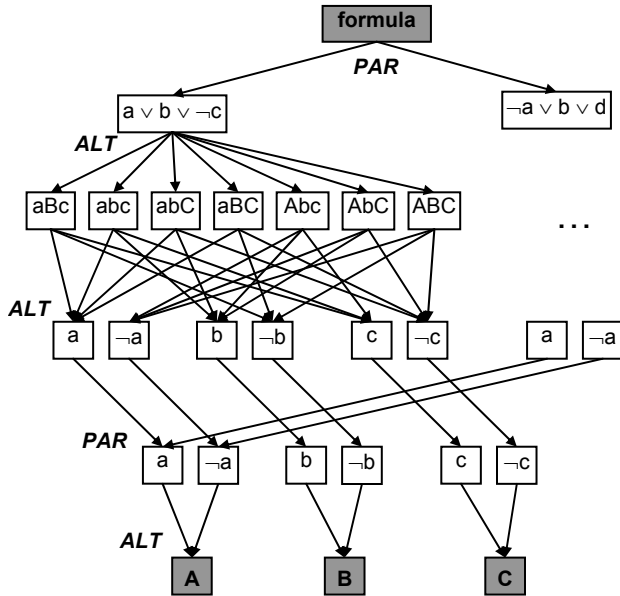 formula
PAR
a ∨ b ∨ ¬c
¬a ∨ b ∨ d
ALT
aBc abc abC aBC Abc AbC ABC
. . .
ALT
a ¬a b ¬b c ¬c a ¬a
PAR
a ¬a b ¬b c ¬c
ALT
A B C